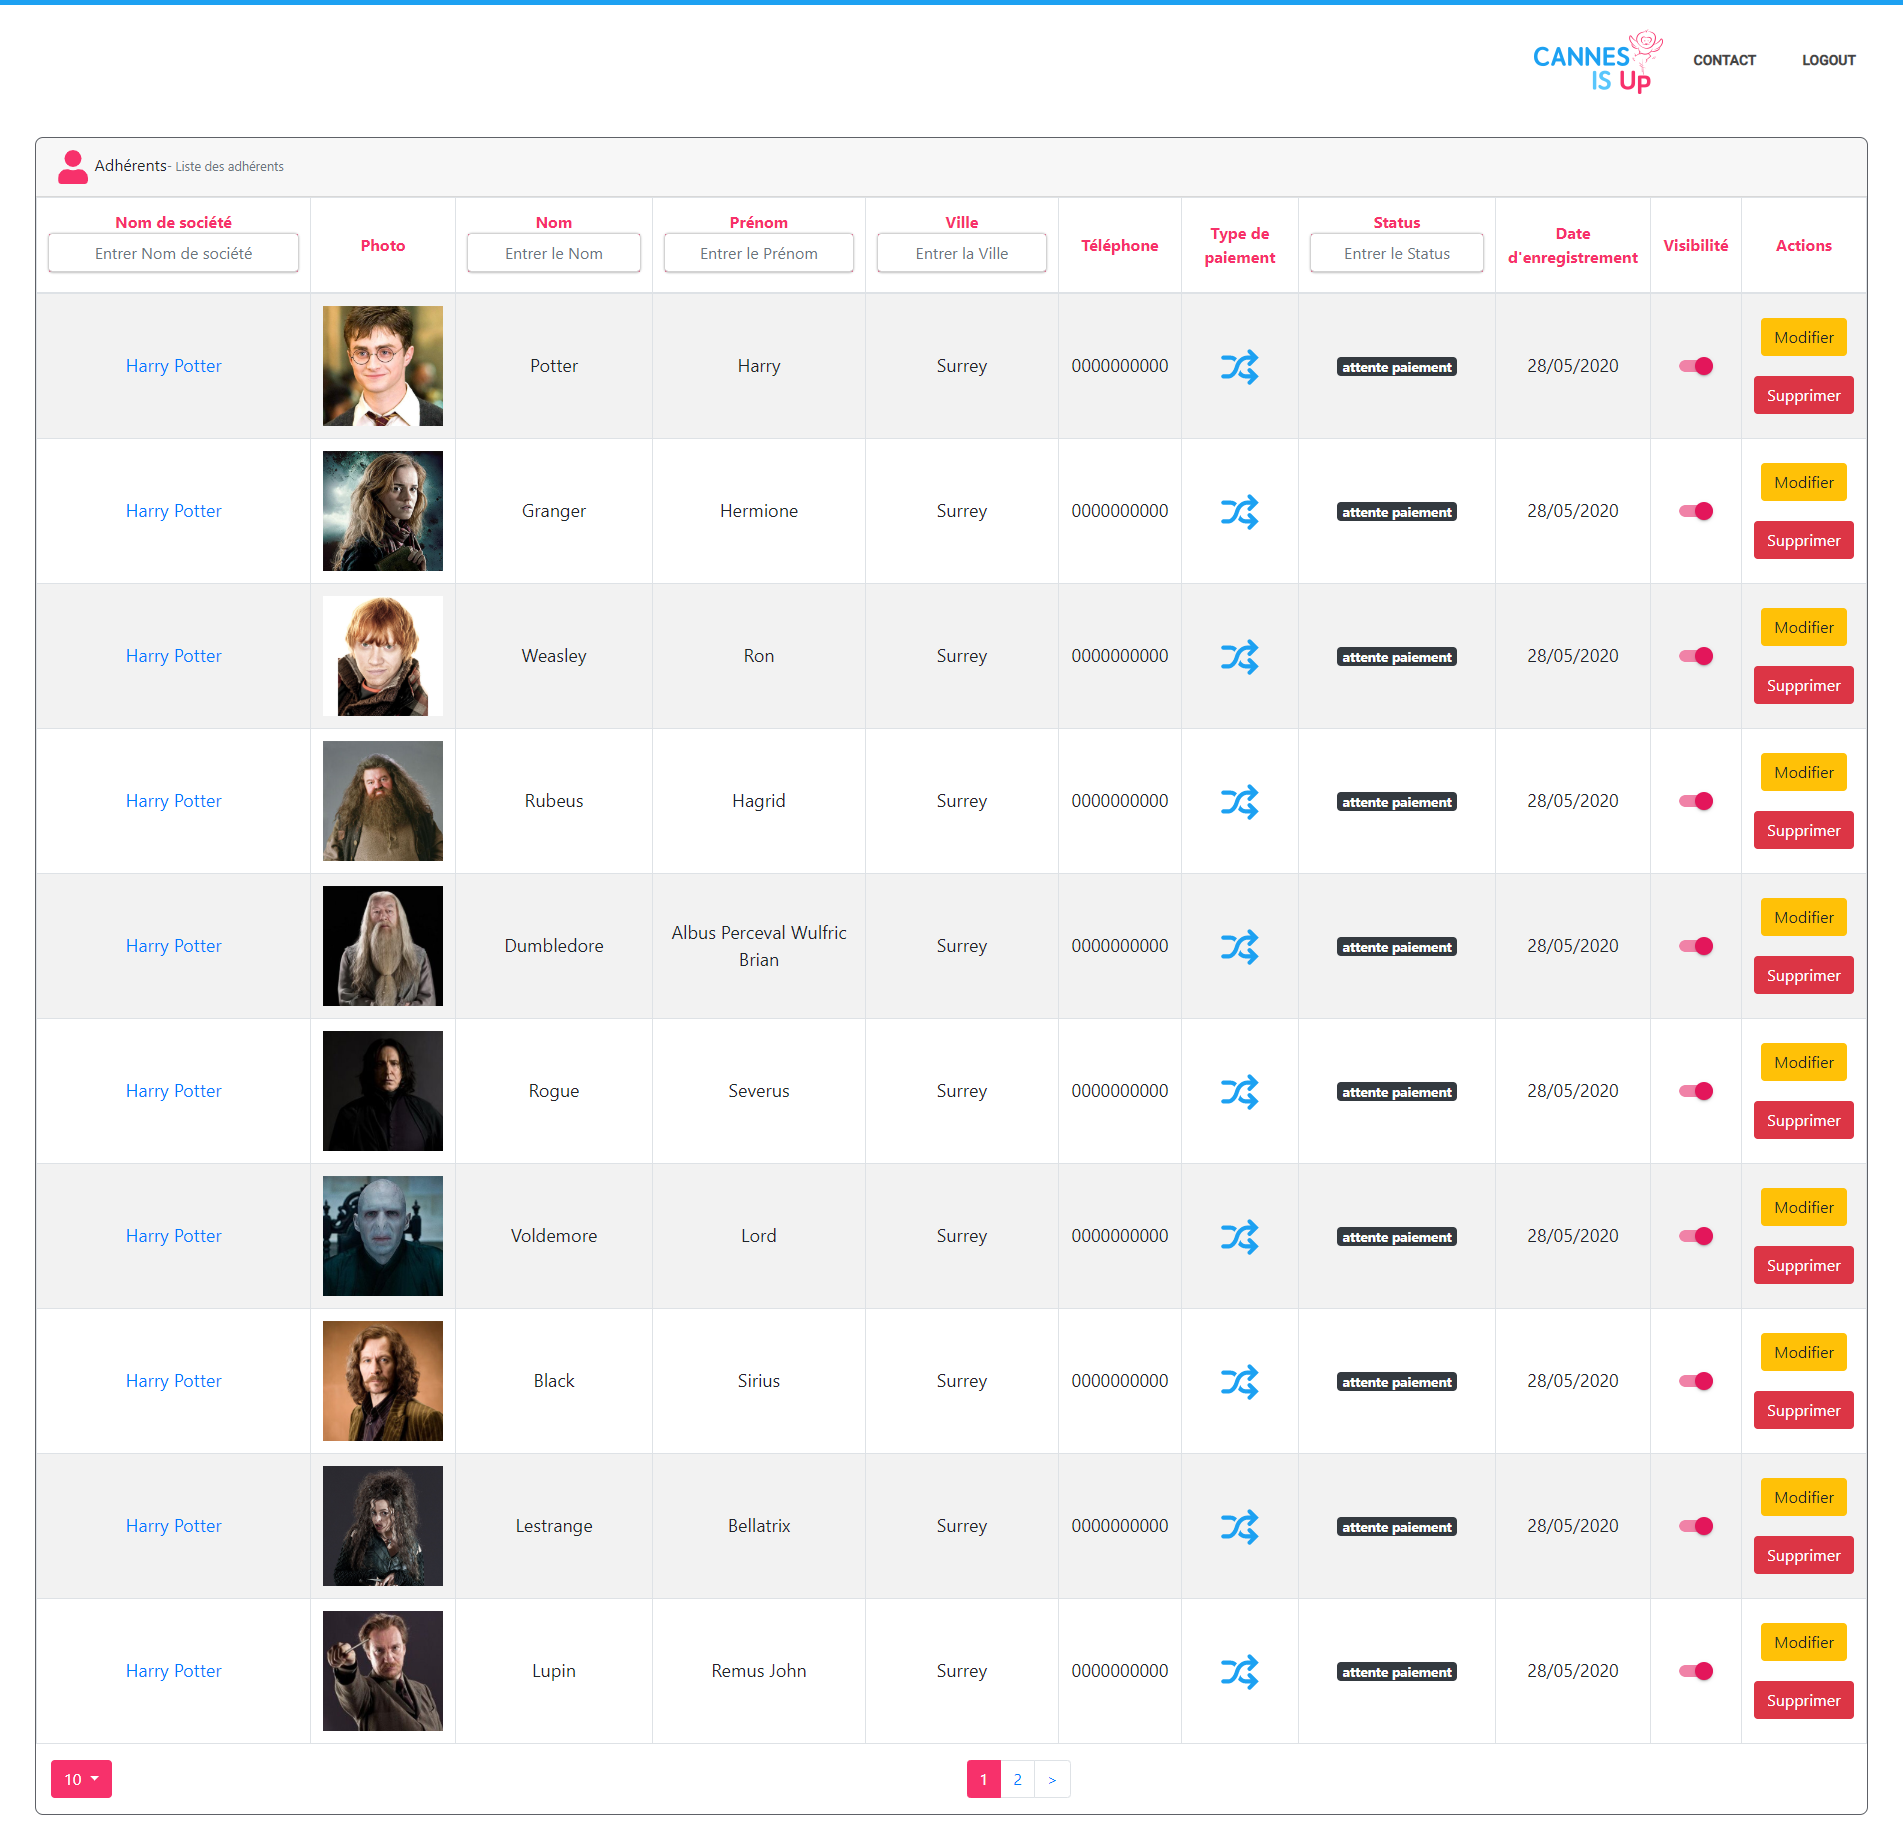 CANNES
IS Up
CONTACT
LOGOUT
Adhérents- Liste des adhérents
Nom de société
Entrer Nom de société
Photo
Nom
Entrer le Nom
Prénom
Entrer le Prénom
Ville
Entrer la Ville
Téléphone
Type de
paiement
Status
Entrer le Status
Date
d'enregistrement
Visibilité
Actions
Harry Potter
Potter
Harry
Surrey
0000000000
attente paiement
28/05/2020
Modifier
Supprimer
Harry Potter
Granger
Hermione
Surrey
0000000000
attente paiement
28/05/2020
Modifier
Supprimer
Harry Potter
Weasley
Ron
Surrey
0000000000
attente paiement
28/05/2020
Modifier
Supprimer
Harry Potter
Rubeus
Hagrid
Surrey
0000000000
attente paiement
28/05/2020
Modifier
Supprimer
Harry Potter
Dumbledore
Albus Perceval Wulfric
Brian
Surrey
0000000000
attente paiement
28/05/2020
Modifier
Supprimer
Harry Potter
Rogue
Severus
Surrey
0000000000
attente paiement
28/05/2020
Modifier
Supprimer
Harry Potter
Voldemore
Lord
Surrey
0000000000
attente paiement
28/05/2020
Modifier
Supprimer
Harry Potter
Black
Sirius
Surrey
0000000000
attente paiement
28/05/2020
Modifier
Supprimer
Harry Potter
Lestrange
Bellatrix
Surrey
0000000000
attente paiement
28/05/2020
Modifier
Supprimer
Harry Potter
Lupin
Remus John
Surrey
0000000000
attente paiement
28/05/2020
Modifier
Supprimer
10
1
2
>